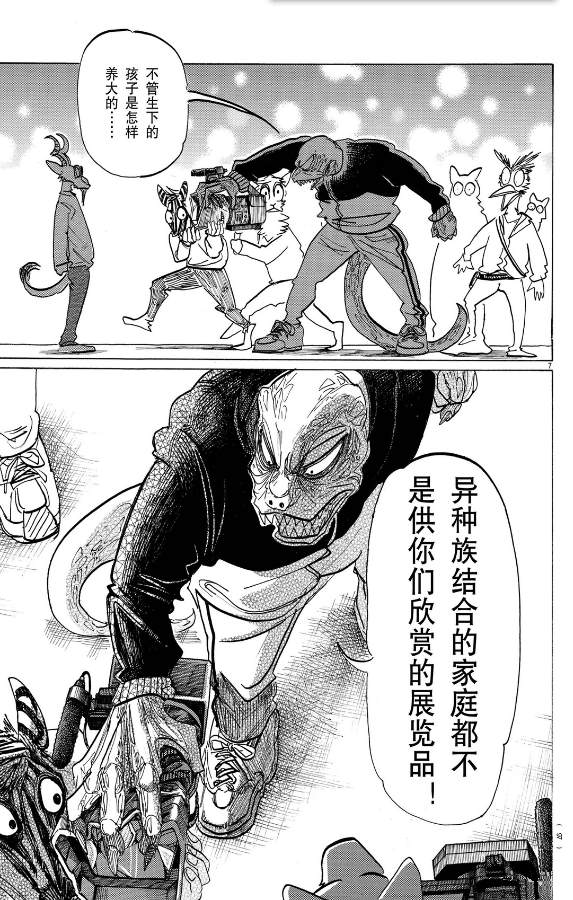 不管生下的
孩子是怎样
养大的……
7
异种族结合的家庭都不
是供你们欣赏的展览品！